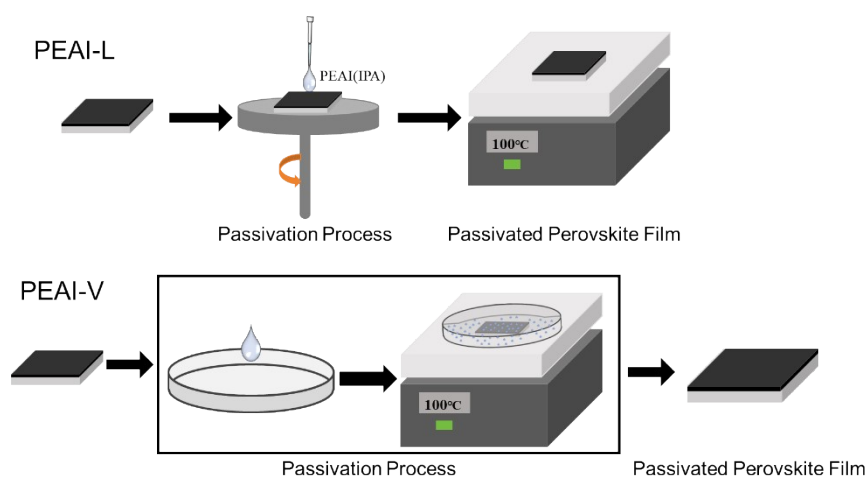 PEAI-L
PEAI(IPA)
100℃
Passivation Process
Passivated Perovskite Film
PEAI-V
100℃
Passivation Process
Passivated Perovskite Film